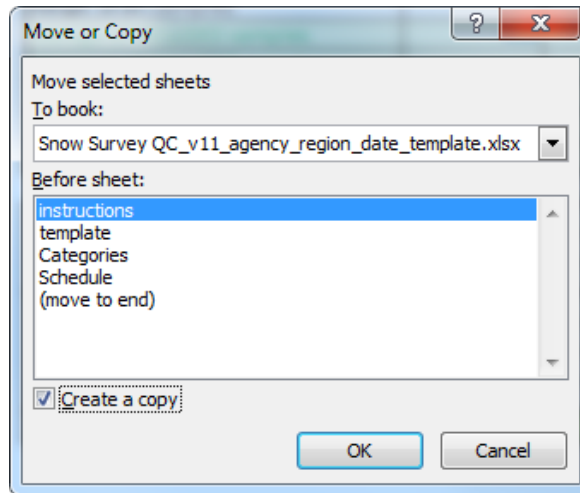 Move or Copy
?
X
Move selected sheets
To book:
Snow Survey QC_v11_agency_region_date_template.xlsx
Before sheet:
instructions
template
Categories
Schedule
(move to end)
Create a copy
OK Cancel